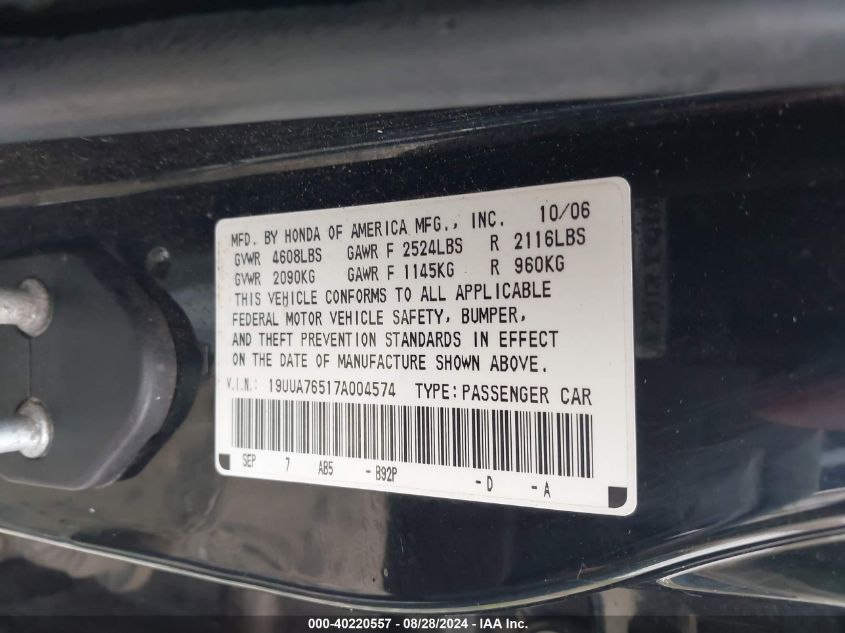 MFD. BY HONDA OF AMERICA MFG., INC. 10/06
GVWR 4608LBS GAWR F 2524LBS R 2116LBS
GVWR 2090KG GAWR F 1145KG R 960KG
THIS VEHICLE CONFORMS TO ALL APPLICABLE
FEDERAL MOTOR VEHICLE SAFETY, BUMPER,
AND THEFT PREVENTION STANDARDS IN EFFECT
ON THE DATE OF MANUFACTURE SHOWN ABOVE.
V.I.N.: 19UUA76517A004574 TYPE:PASSENGER CAR
SEP 7 AB5 -B92P -D -A
000-40220557 - 08/28/2024 - IAA Inc.